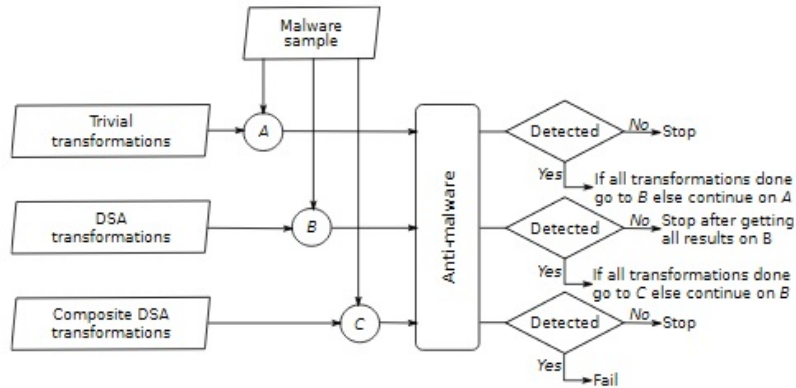 Malware
sample
Trivial
transformations
A
Detected
No
Stop
Yes
If all transformations done
go to B else continue on A
DSA
transformations
B
Anti-malware
Detected
No
Stop after getting
all results on B
Yes
If all transformations done
go to C else continue on B
Composite DSA
transformations
C
Detected
No
Stop
Yes
Fail